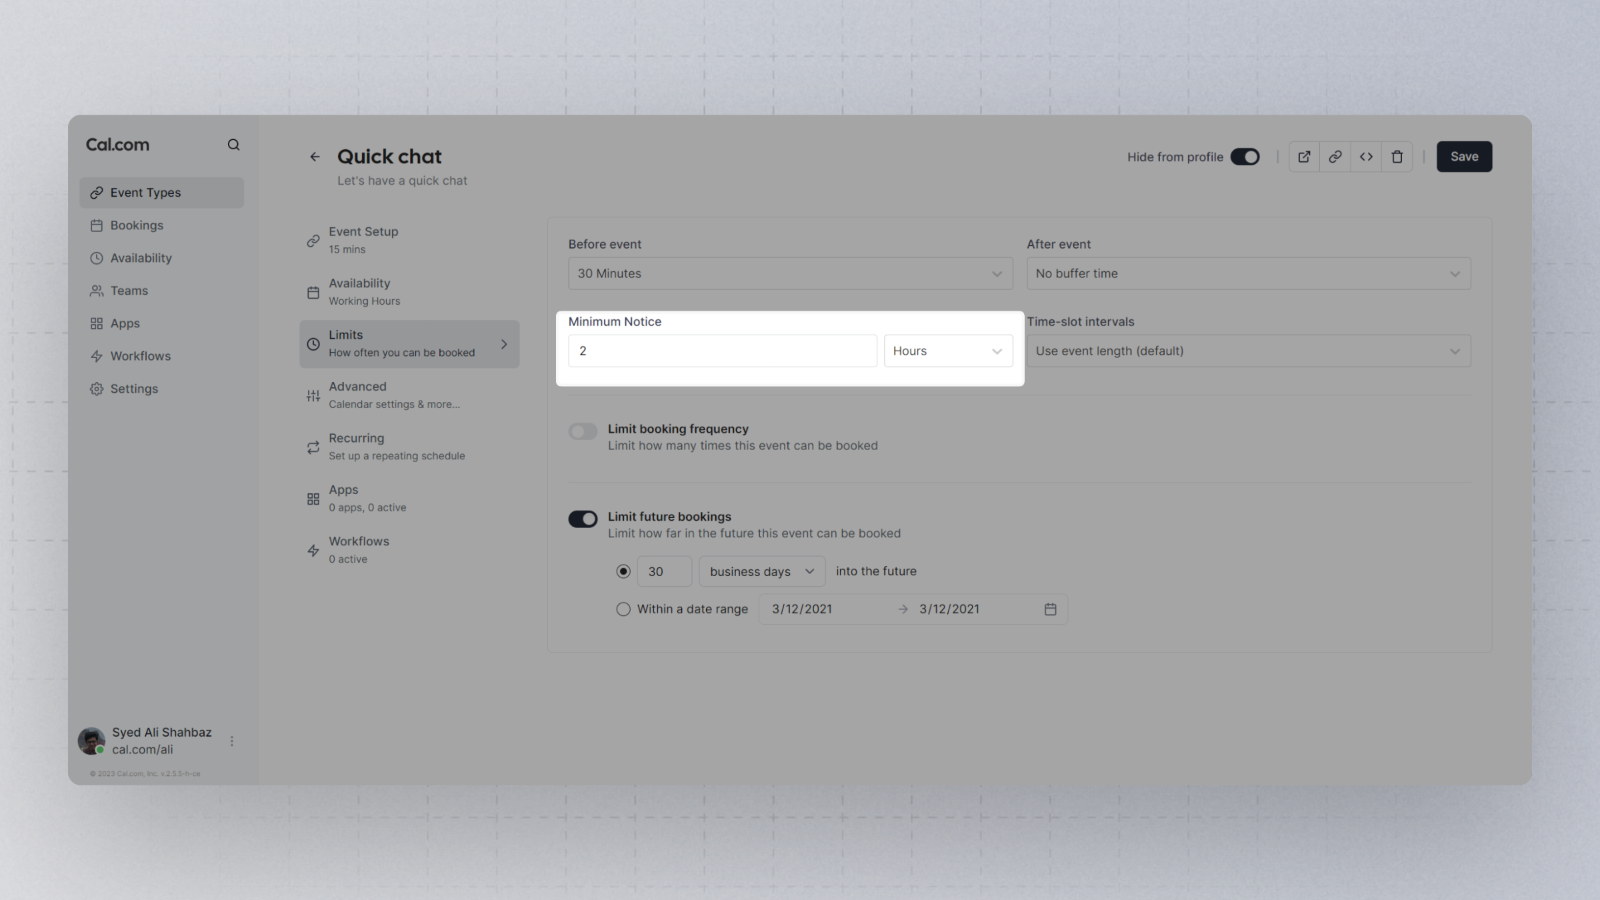 Cal.com
Event Types
Bookings
Availability
Teams
Apps
Workflows
Settings
Syed Ali Shahbaz
cal.com/ali
© 2023 Cal.com, Inc. v.2.5.5-h-ca
Quick chat
Let's have a quick chat
Hide from profile
Save
Event Setup
15 mins
Availability
Working Hours
Limits
How often you can be booked
Advanced
Calendar settings & more...
Recurring
Set up a repeating schedule
Apps
0 apps, 0 active
Workflows
0 active
Before event
30 Minutes
After event
No buffer time
Minimum Notice
2
Hours
Time-slot intervals
Use event length (default)
Limit booking frequency
Limit how many times this event can be booked
Limit future bookings
Limit how far in the future this event can be booked
30 business days into the future
Within a date range 3/12/2021 → 3/12/2021